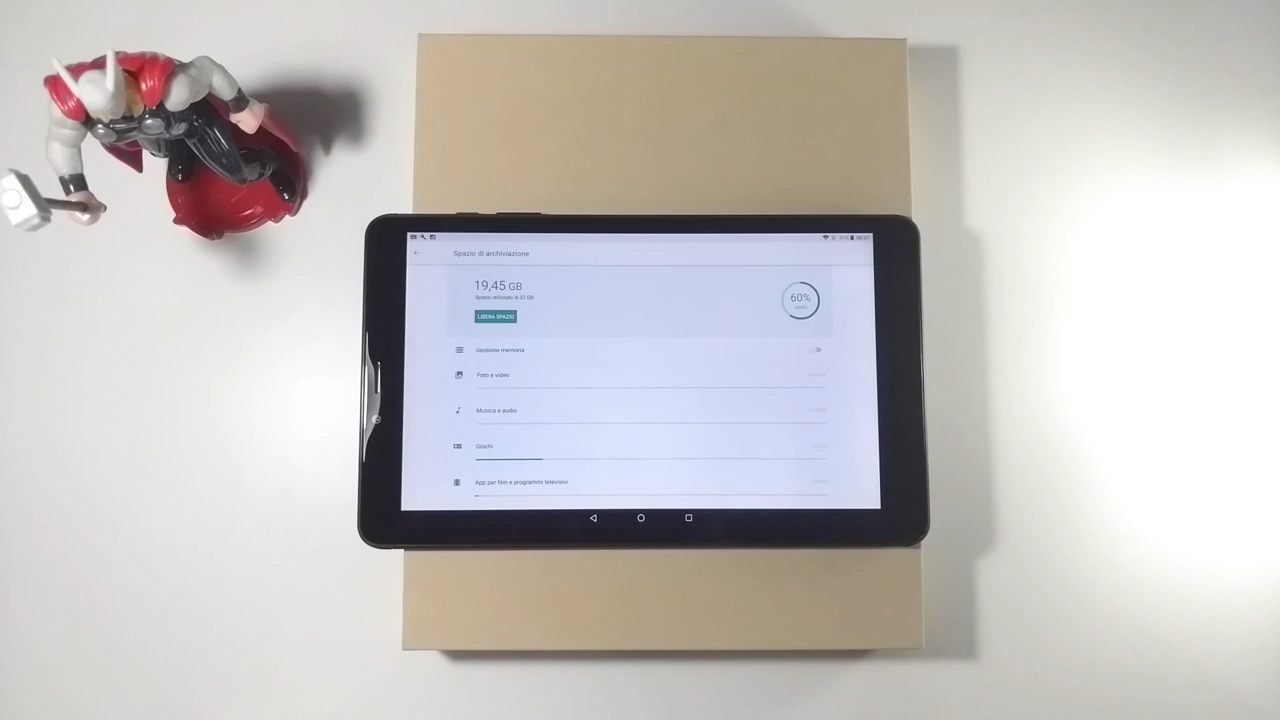 Spazio di archiviazione
19,45 GB
Spazio utilizzato di 32 GB
60%
LIBERA SPAZIO
Gestione memoria
Foto e video
Musica e audio
Giochi
App per film e programmi televisivi